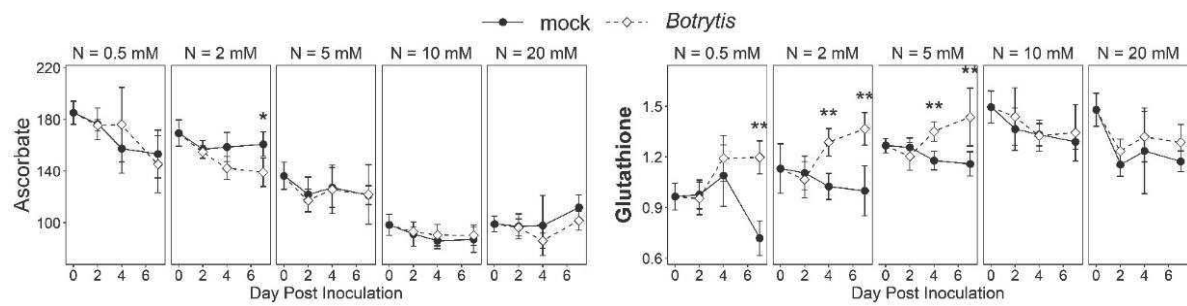 mock Botrytis
N = 0.5 mM N = 2 mM N = 5 mM N = 10 mM N = 20 mM
220
180
140
100
Ascorbate
*
0 2 4 6 0 2 4 6 0 2 4 6 0 2 4 6 0 2 4 6
Day Post Inoculation
N = 0.5 mM N = 2 mM N = 5 mM N = 10 mM N = 20 mM
1.5
1.2
0.9
0.6
Glutathione
** ** ** ** **
0 2 4 6 0 2 4 6 0 2 4 6 0 2 4 6 0 2 4 6
Day Post Inoculation